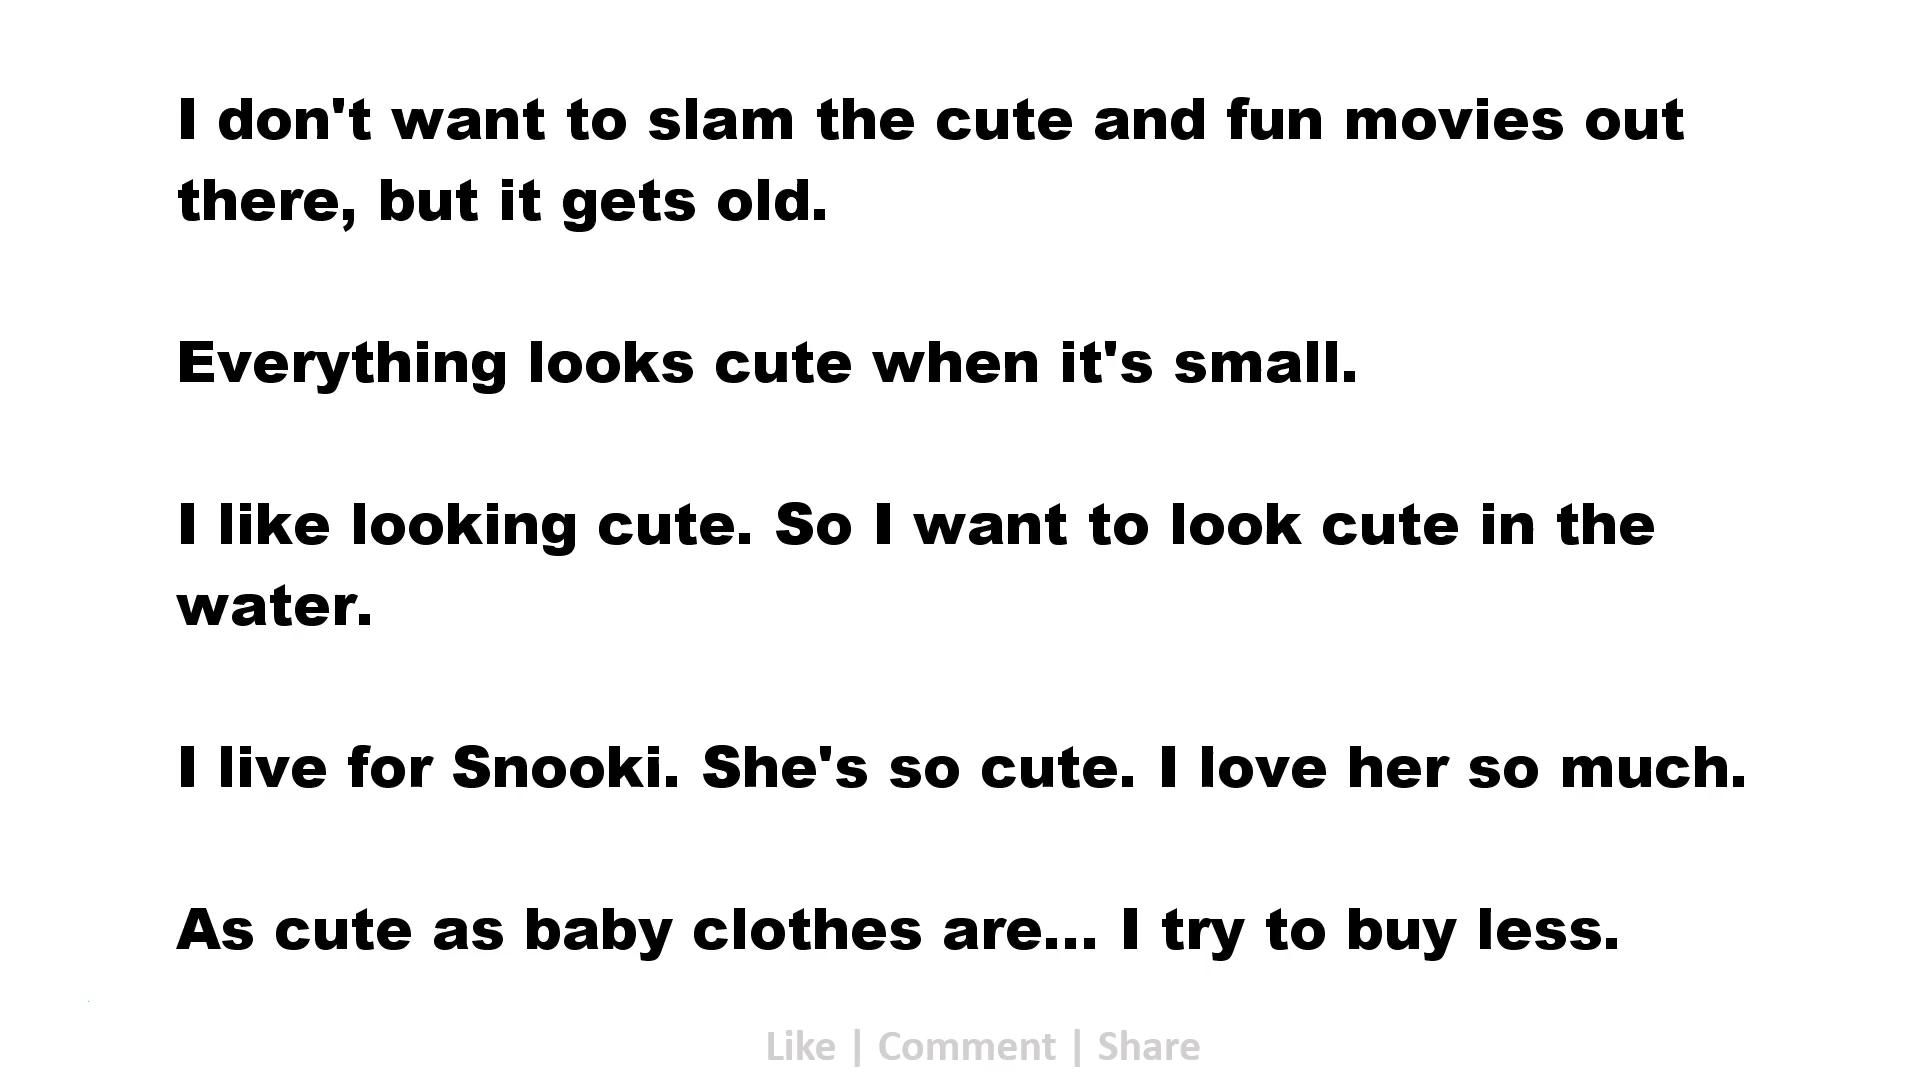 I don't want to slam the cute and fun movies out
there, but it gets old.
Everything looks cute when it's small.
I like looking cute. So I want to look cute in the
water.
I live for Snooki. She's so cute. I love her so much.
As cute as baby clothes are... I try to buy less.
Like | Comment | Share